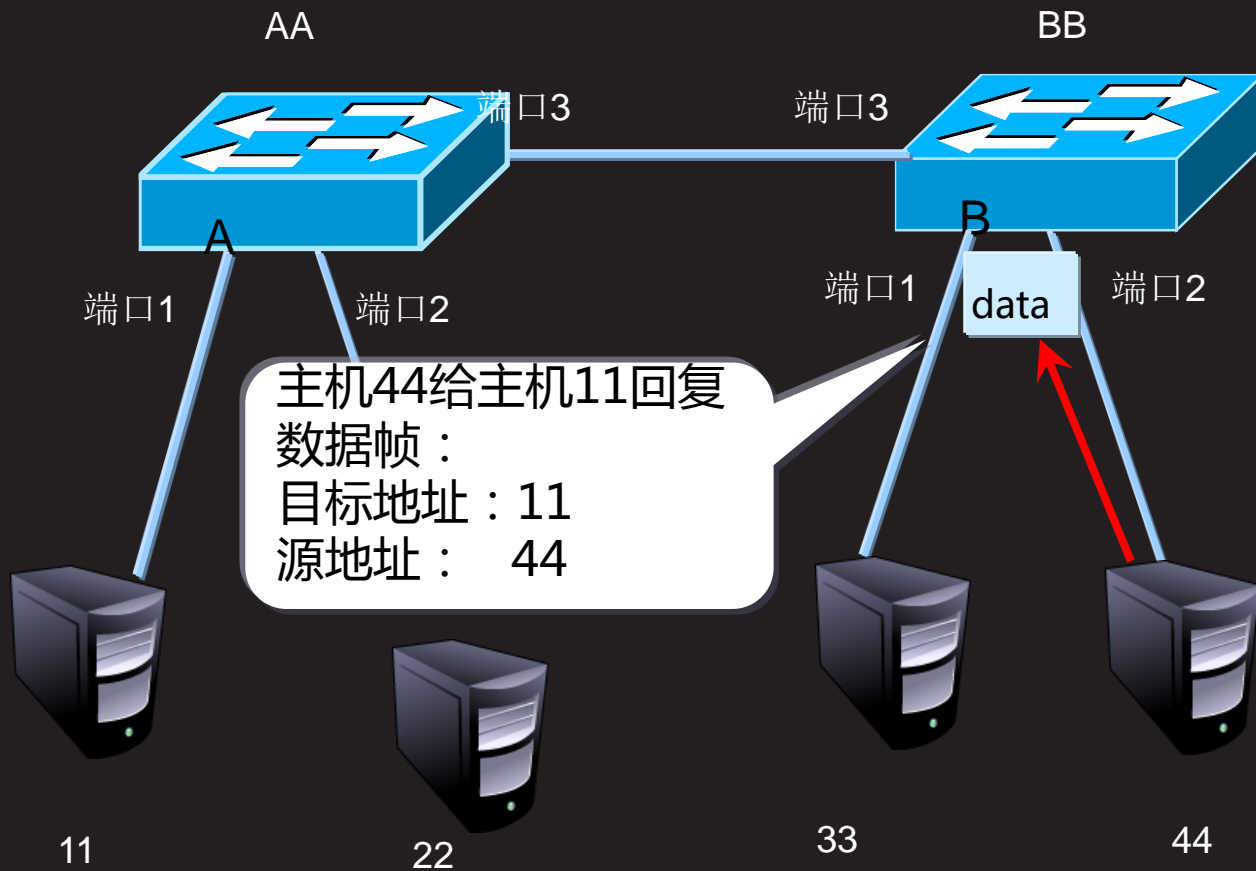 AA
BB
端口3
端口3
A
B
端口1
端口2
端口1
data
端口2
主机44给主机11回复
数据帧：
目标地址：11
源地址： 44
11
22
33
44